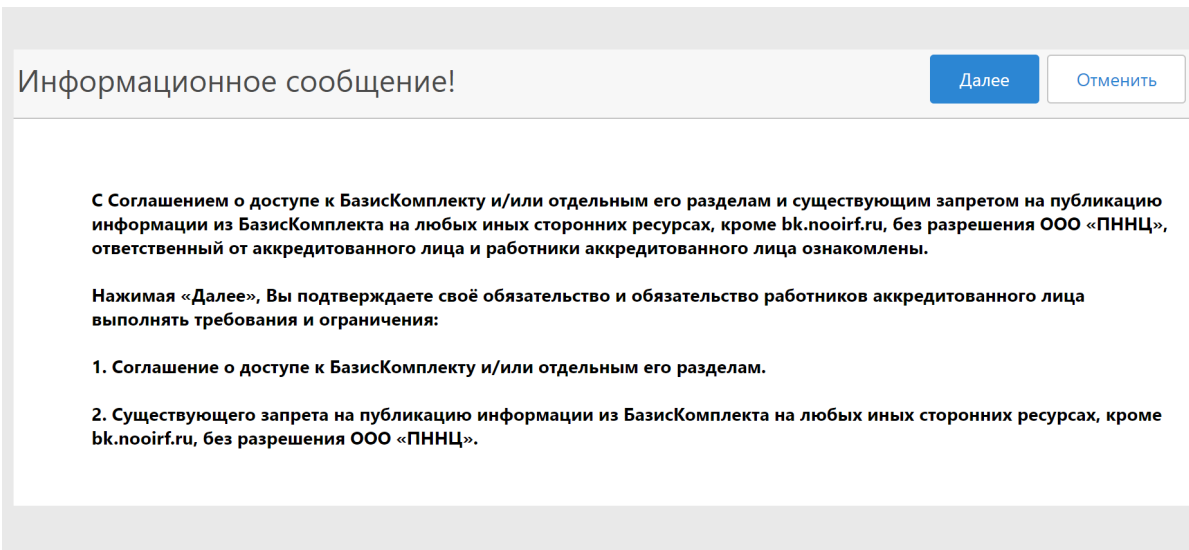 Информационное сообщение!
Далее
Отменить
С Соглашением о доступе к БазисКомплекту и/или отдельным его разделам и существующим запретом на публикацию
информации из БазисКомплекта на любых иных сторонних ресурсах, кроме bk.nooirf.ru, без разрешения ООО «ПННЦ»,
ответственный от аккредитованного лица и работники аккредитованного лица ознакомлены.
Нажимая «Далее», Вы подтверждаете своё обязательство и обязательство работников аккредитованного лица
выполнять требования и ограничения:
1. Соглашение о доступе к БазисКомплекту и/или отдельным его разделам.
2. Существующего запрета на публикацию информации из БазисКомплекта на любых иных сторонних ресурсах, кроме
bk.nooirf.ru, без разрешения ООО «ПННЦ».